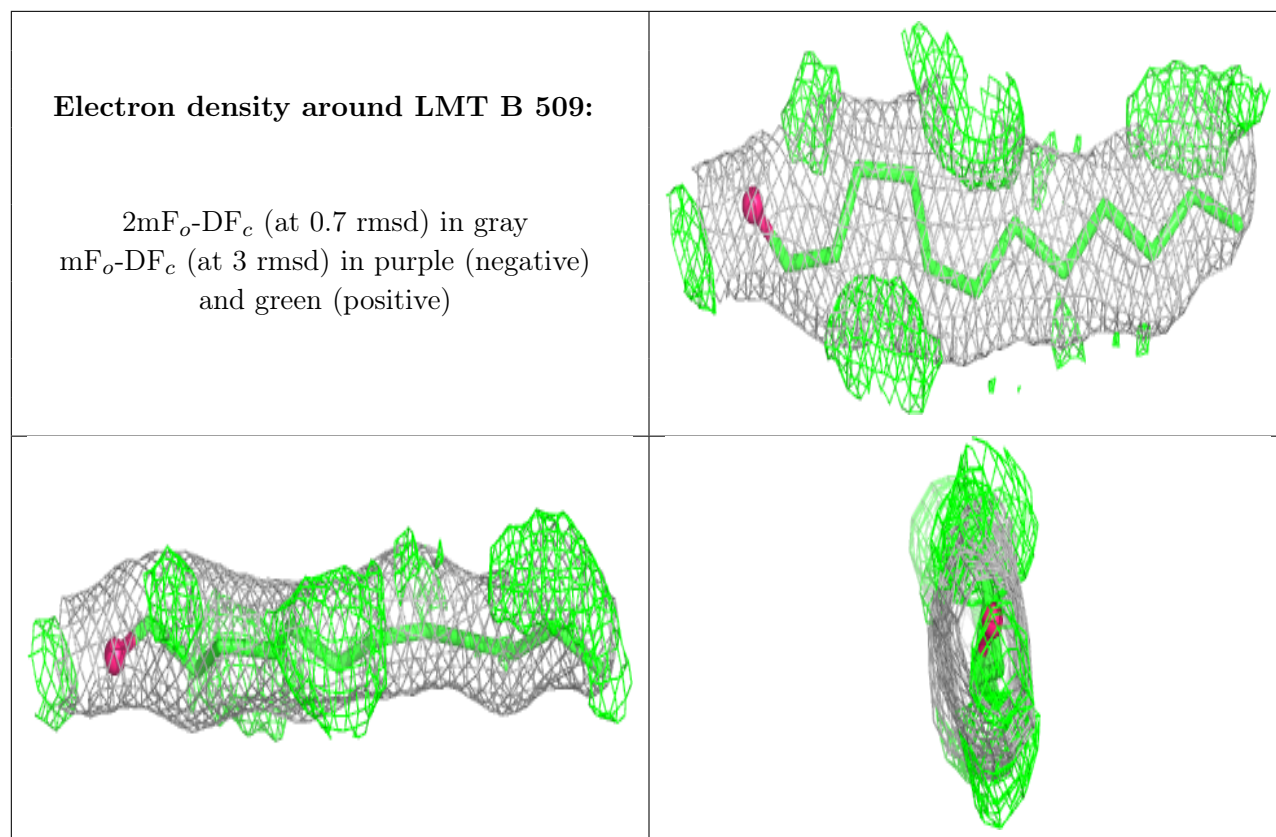 Electron density around LMT B 509:
2mFo-DFc (at 0.7 rmsd) in gray
mFo-DFc (at 3 rmsd) in purple (negative)
and green (positive)